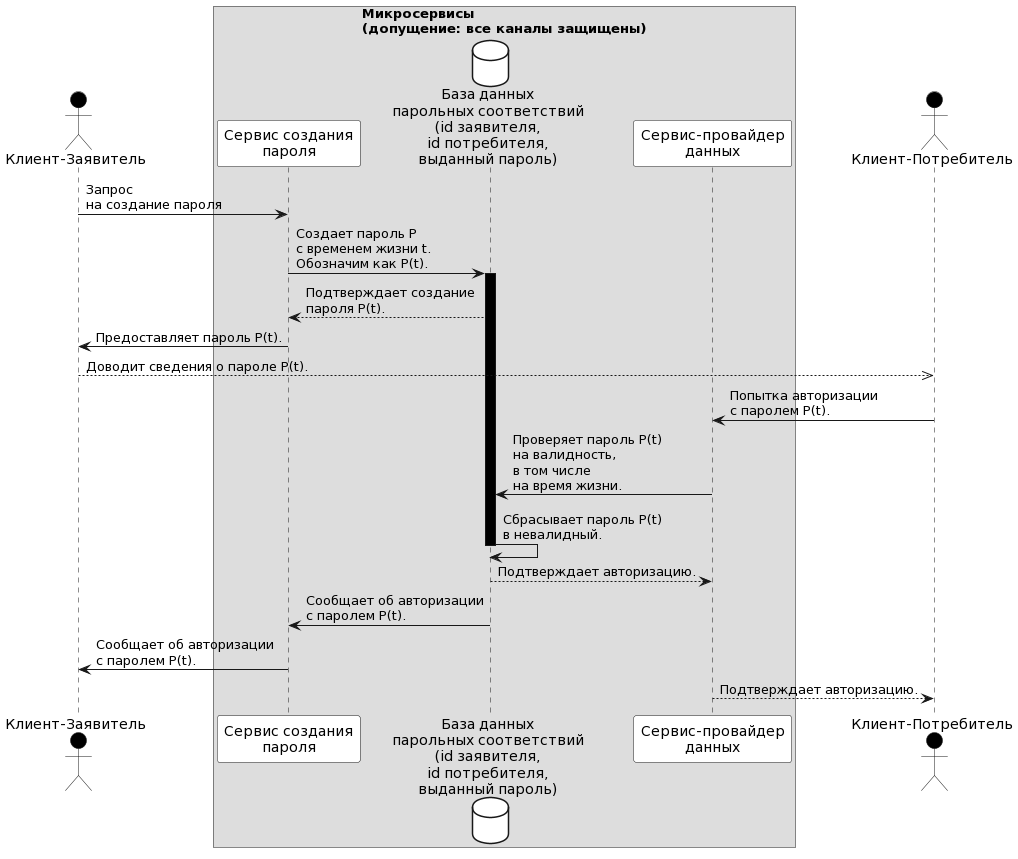 Микросервисы
(допущение: все каналы защищены)
База данных
парольных соответствий
(id заявителя,
id потребителя,
выданный пароль)
Клиент-Заявитель
Сервис создания
пароля
Сервис-провайдер
данных
Клиент-Потребитель
Запрос
на создание пароля
Создает пароль P
с временем жизни t.
Обозначим как P(t).
Подтверждает создание
пароля P(t).
Предоставляет пароль P(t).
Доводит сведения о пароле P(t).
Попытка авторизации
с паролем P(t).
Проверяет пароль P(t)
на валидность,
в том числе
на время жизни.
Сбрасывает пароль P(t)
в невалидный.
Подтверждает авторизацию.
Сообщает об авторизации
с паролем P(t).
Сообщает об авторизации
с паролем P(t).
Подтверждает авторизацию.
Клиент-Заявитель
Сервис создания
пароля
База данных
парольных соответствий
(id заявителя,
id потребителя,
выданный пароль)
Сервис-провайдер
данных
Клиент-Потребитель